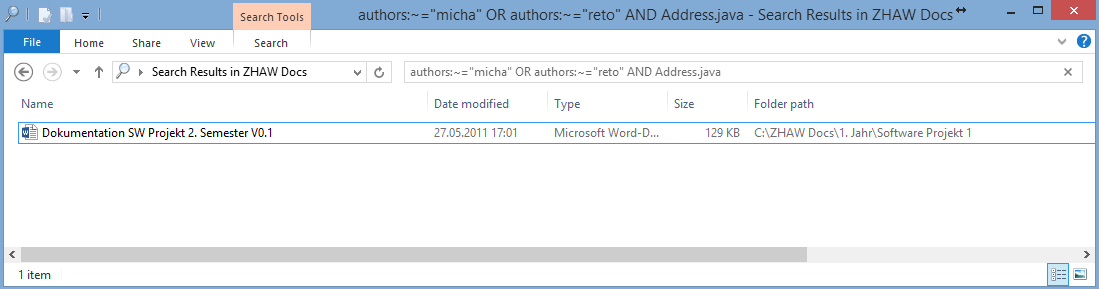 Search Tools
authors:~="micha" OR authors:~="reto" AND Address.java - Search Results in ZHAW Docs
File Home Share View Search
Search Results in ZHAW Docs authors:~="micha" OR authors:~="reto" AND Address.java
Name Date modified Type Size Folder path
Dokumentation SW Projekt 2. Semester V0.1 27.05.2011 17:01 Microsoft Word-D... 129 KB C:\ZHAW Docs\1. Jahr\Software Projekt 1
1 item